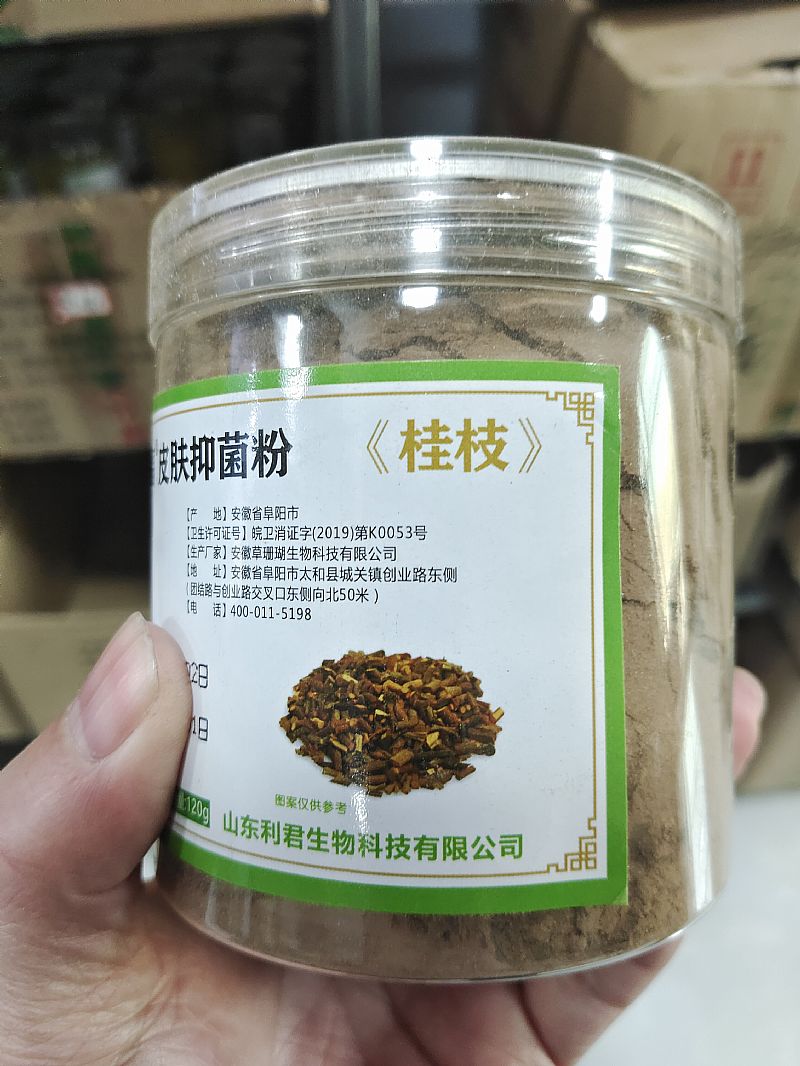 皮肤抑菌粉
《桂枝》
【产 地】安徽省阜阳市
【卫生许可证号】皖卫消证字(2019)第K0053号
【生产厂家】安徽草珊瑚生物科技有限公司
【地 址】安徽省阜阳市太和县城关镇创业路东侧
（团结路与创业路交叉口东侧向北50米）
【电 话】400-011-5198
02日
日
图案仅供参考
:120g
山东利君生物科技有限公司